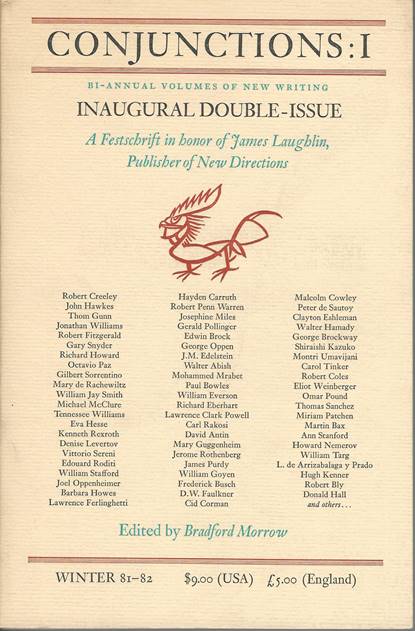 CONJUNCTIONS:I
BI-ANNUAL VOLUMES OF NEW WRITING
INAUGURAL DOUBLE-ISSUE
A Festschrift in honor of James Laughlin,
Publisher of New Directions
Robert Creeley
John Hawkes
Thom Gunn
Jonathan Williams
Robert Fitzgerald
Gary Snyder
Richard Howard
Octavio Paz
Gilbert Sorrentino
Mary de Rachewiltz
William Jay Smith
Michael McClure
Tennessee Williams
Eva Hesse
Kenneth Rexroth
Denise Levertov
Vittorio Sereni
Edouard Roditi
William Stafford
Joel Oppenheimer
Barbara Howes
Lawrence Ferlinghetti
Hayden Carruth
Robert Penn Warren
Josephine Miles
Gerald Pollinger
Edwin Brock
George Oppen
J.M. Edelstein
Walter Abish
Mohammed Mrabet
Paul Bowles
William Everson
Richard Eberhart
Lawrence Clark Powell
Carl Rakosi
David Antin
Mary Guggenheim
Jerome Rothenberg
James Purdy
William Goyen
Frederick Busch
D.W. Faulkner
Cid Corman
Malcolm Cowley
Peter de Sautoy
Clayton Eshleman
Walter Hamady
George Brockway
Shiraishi Kazuko
Montri Umavijani
Carol Tinker
Robert Coles
Eliot Weinberger
Omar Pound
Thomas Sanchez
Miriam Patchen
Martin Bax
Ann Stanford
Howard Nemerov
William Targ
L. de Arrizabalaga y Prado
Hugh Kenner
Robert Bly
Donald Hall
and others...
Edited by Bradford Morrow
WINTER 81-82 $9.00 (USA) £5.00 (England)